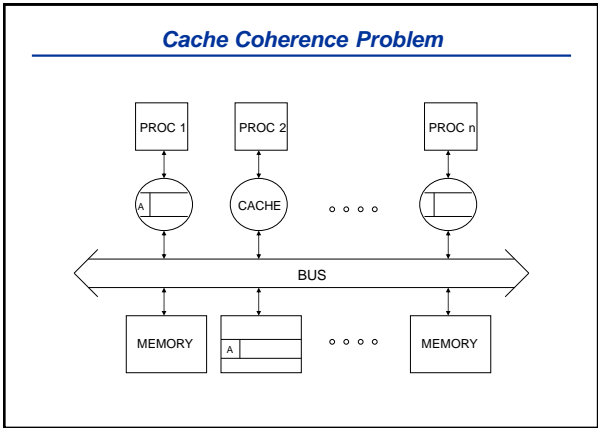 Cache Coherence Problem
PROC 1 PROC 2 PROC n
A CACHE
BUS
MEMORY A MEMORY